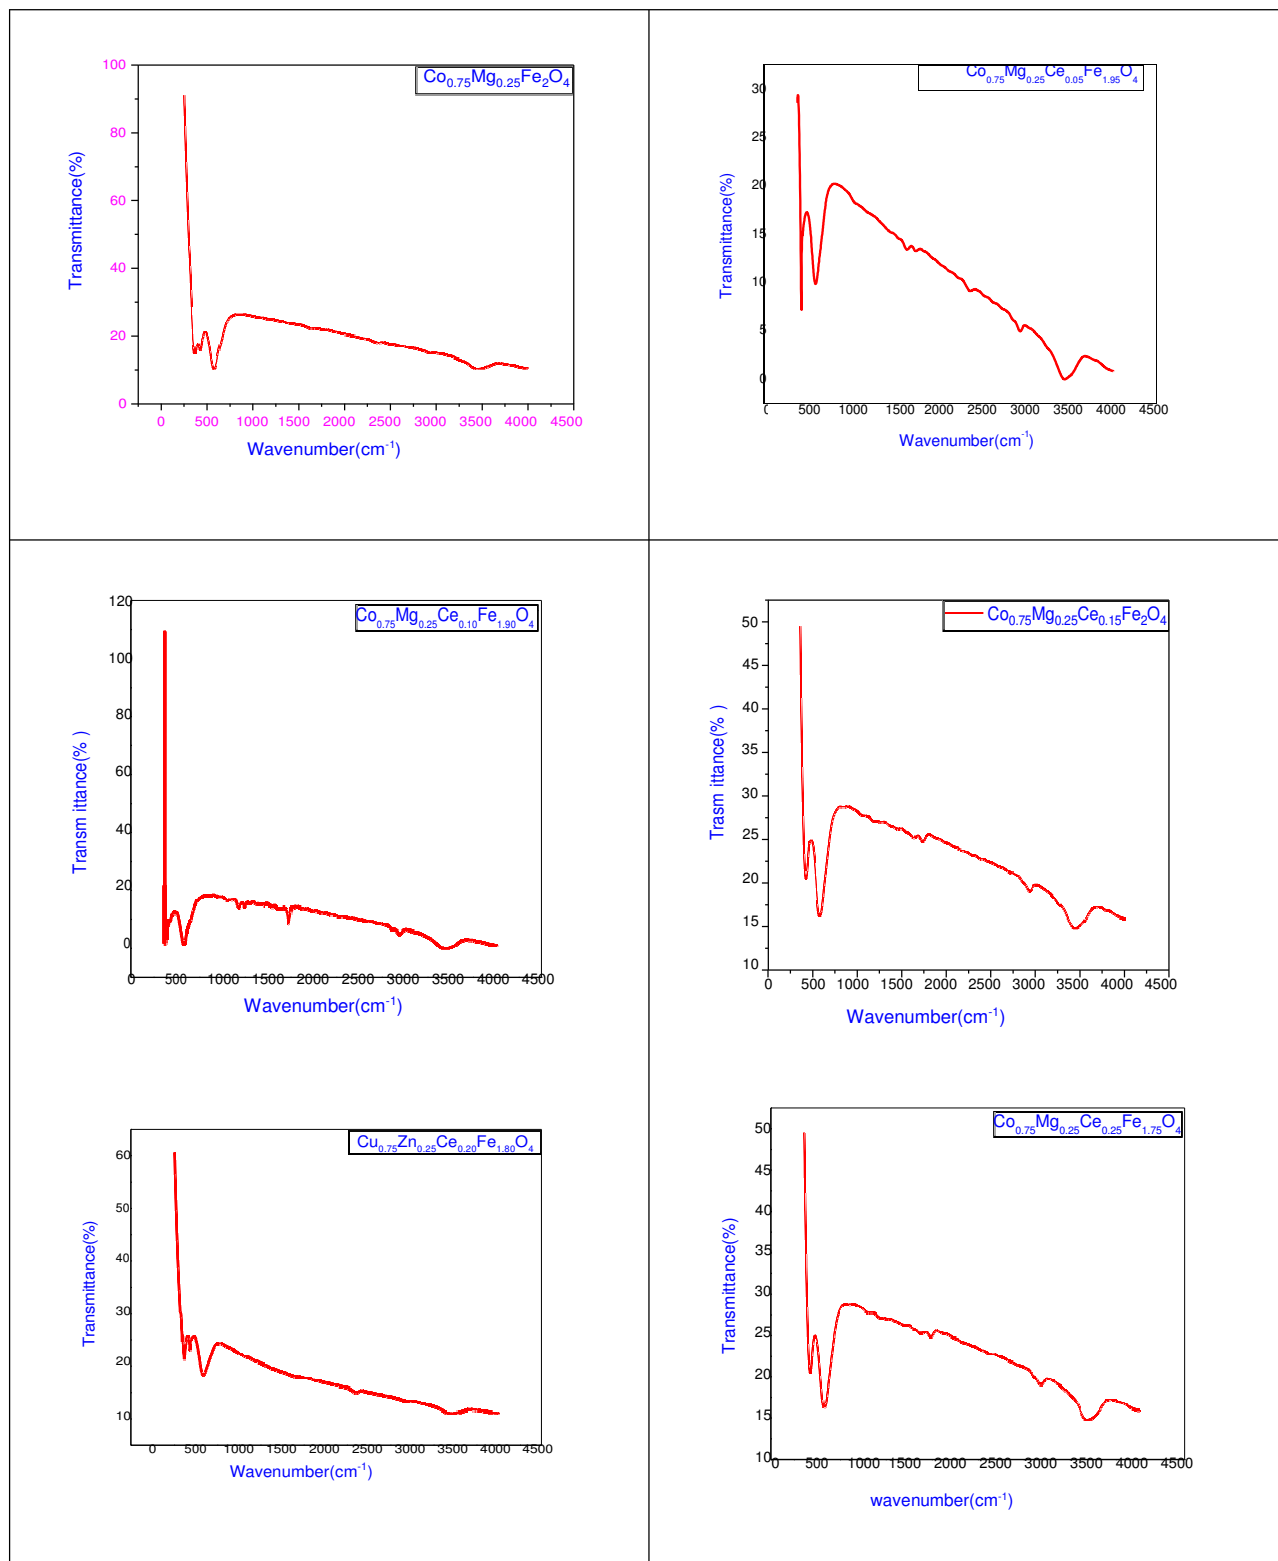 Co0.75Mg0.25Fe2O4
100
80
60
40
20
0
Transmittance(%)
0 500 1000 1500 2000 2500 3000 3500 4000 4500
Wavenumber(cm-1)
Co0.75Mg0.25Ce0.05Fe1.95O4
30
25
20
15
10
5
0
Transmittance(%)
0 500 1000 1500 2000 2500 3000 3500 4000 4500
Wavenumber(cm-1)
Co0.75Mg0.25Ce0.10Fe1.90O4
120
100
80
60
40
20
0
Transm ittance(% )
0 500 1000 1500 2000 2500 3000 3500 4000 4500
Wavenumber(cm-1)
Co0.75Mg0.25Ce0.15Fe2O4
50
45
40
35
30
25
20
15
10
Trasm ittance(% )
0 500 1000 1500 2000 2500 3000 3500 4000 4500
Wavenumber(cm-1)
Cu0.75Zn0.25Ce0.20Fe1.80O4
60
50
40
30
20
10
Transmittance(%)
0 500 1000 1500 2000 2500 3000 3500 4000 4500
Wavenumber(cm-1)
Co0.75Mg0.25Ce0.25Fe1.75O4
50
45
40
35
30
25
20
15
10
Transmittance(%)
0 500 1000 1500 2000 2500 3000 3500 4000 4500
wavenumber(cm-1)